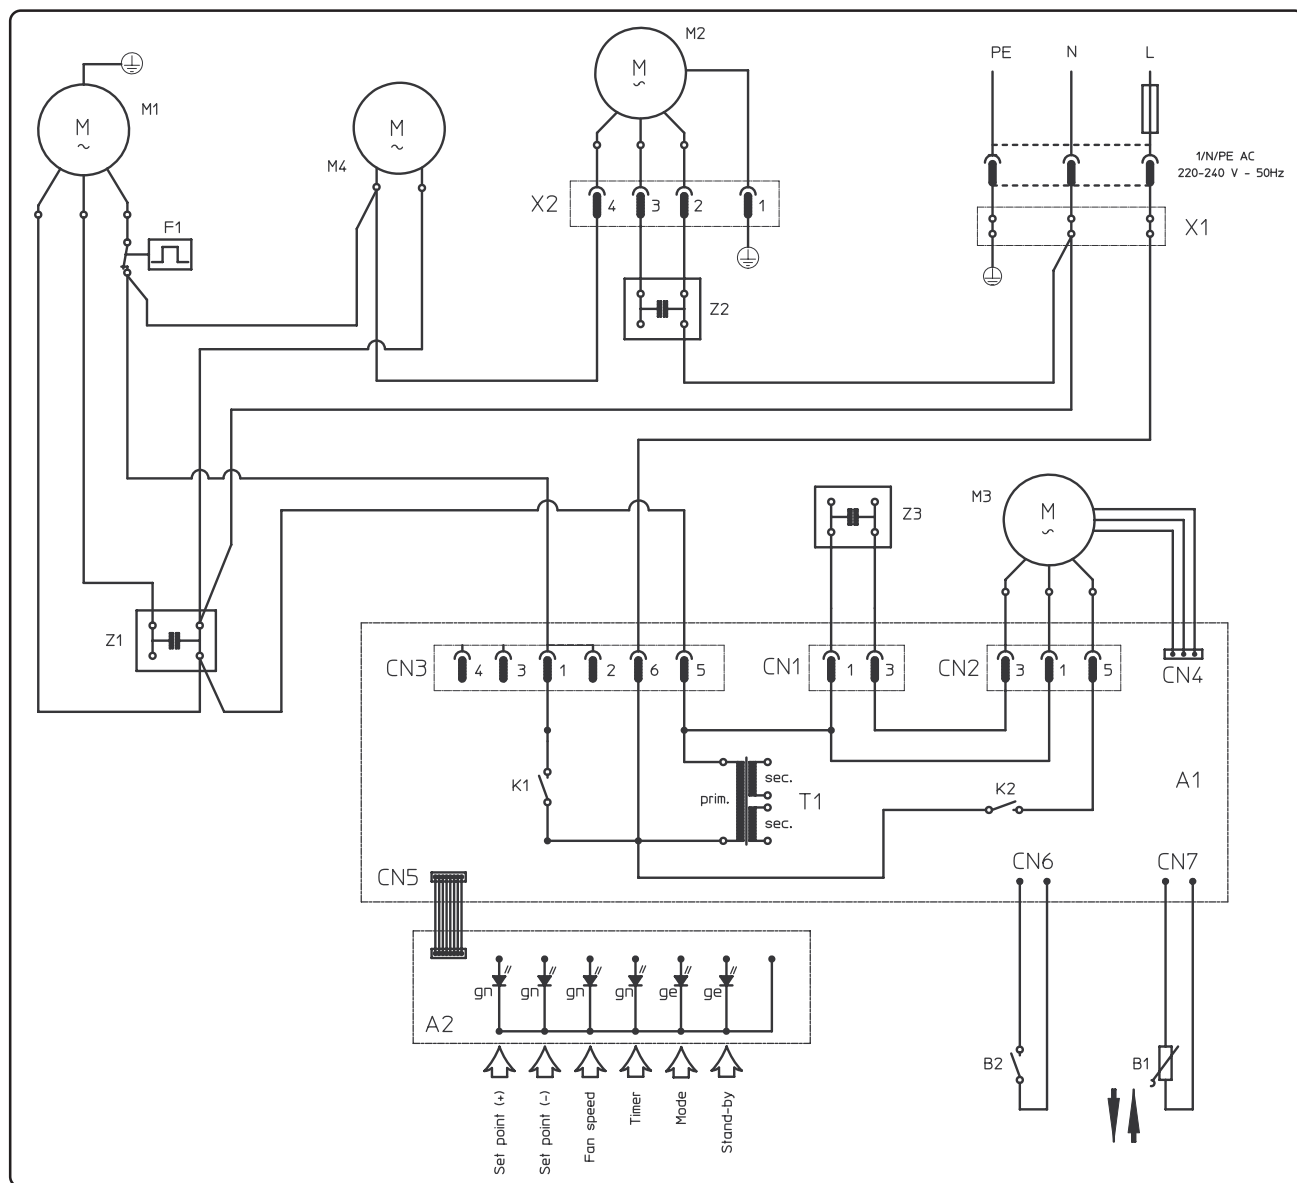 M1
M
~
F1
M4
M
~
M2
M
~
X2
4
3
2
1
Z2
PE
N
L
1/N/PE AC
220-240 V - 50Hz
X1
Z1
Z3
M3
M
~
CN3
4
3
1
2
6
5
CN1
1
3
CN2
3
1
5
CN4
K1
prim.
sec.
sec.
T1
K2
A1
CN5
CN6
CN7
A2
gn
gn
gn
gn
ge
ge
Set point (+)
Set point (-)
Fan speed
Timer
Mode
Stand-by
B2
B1